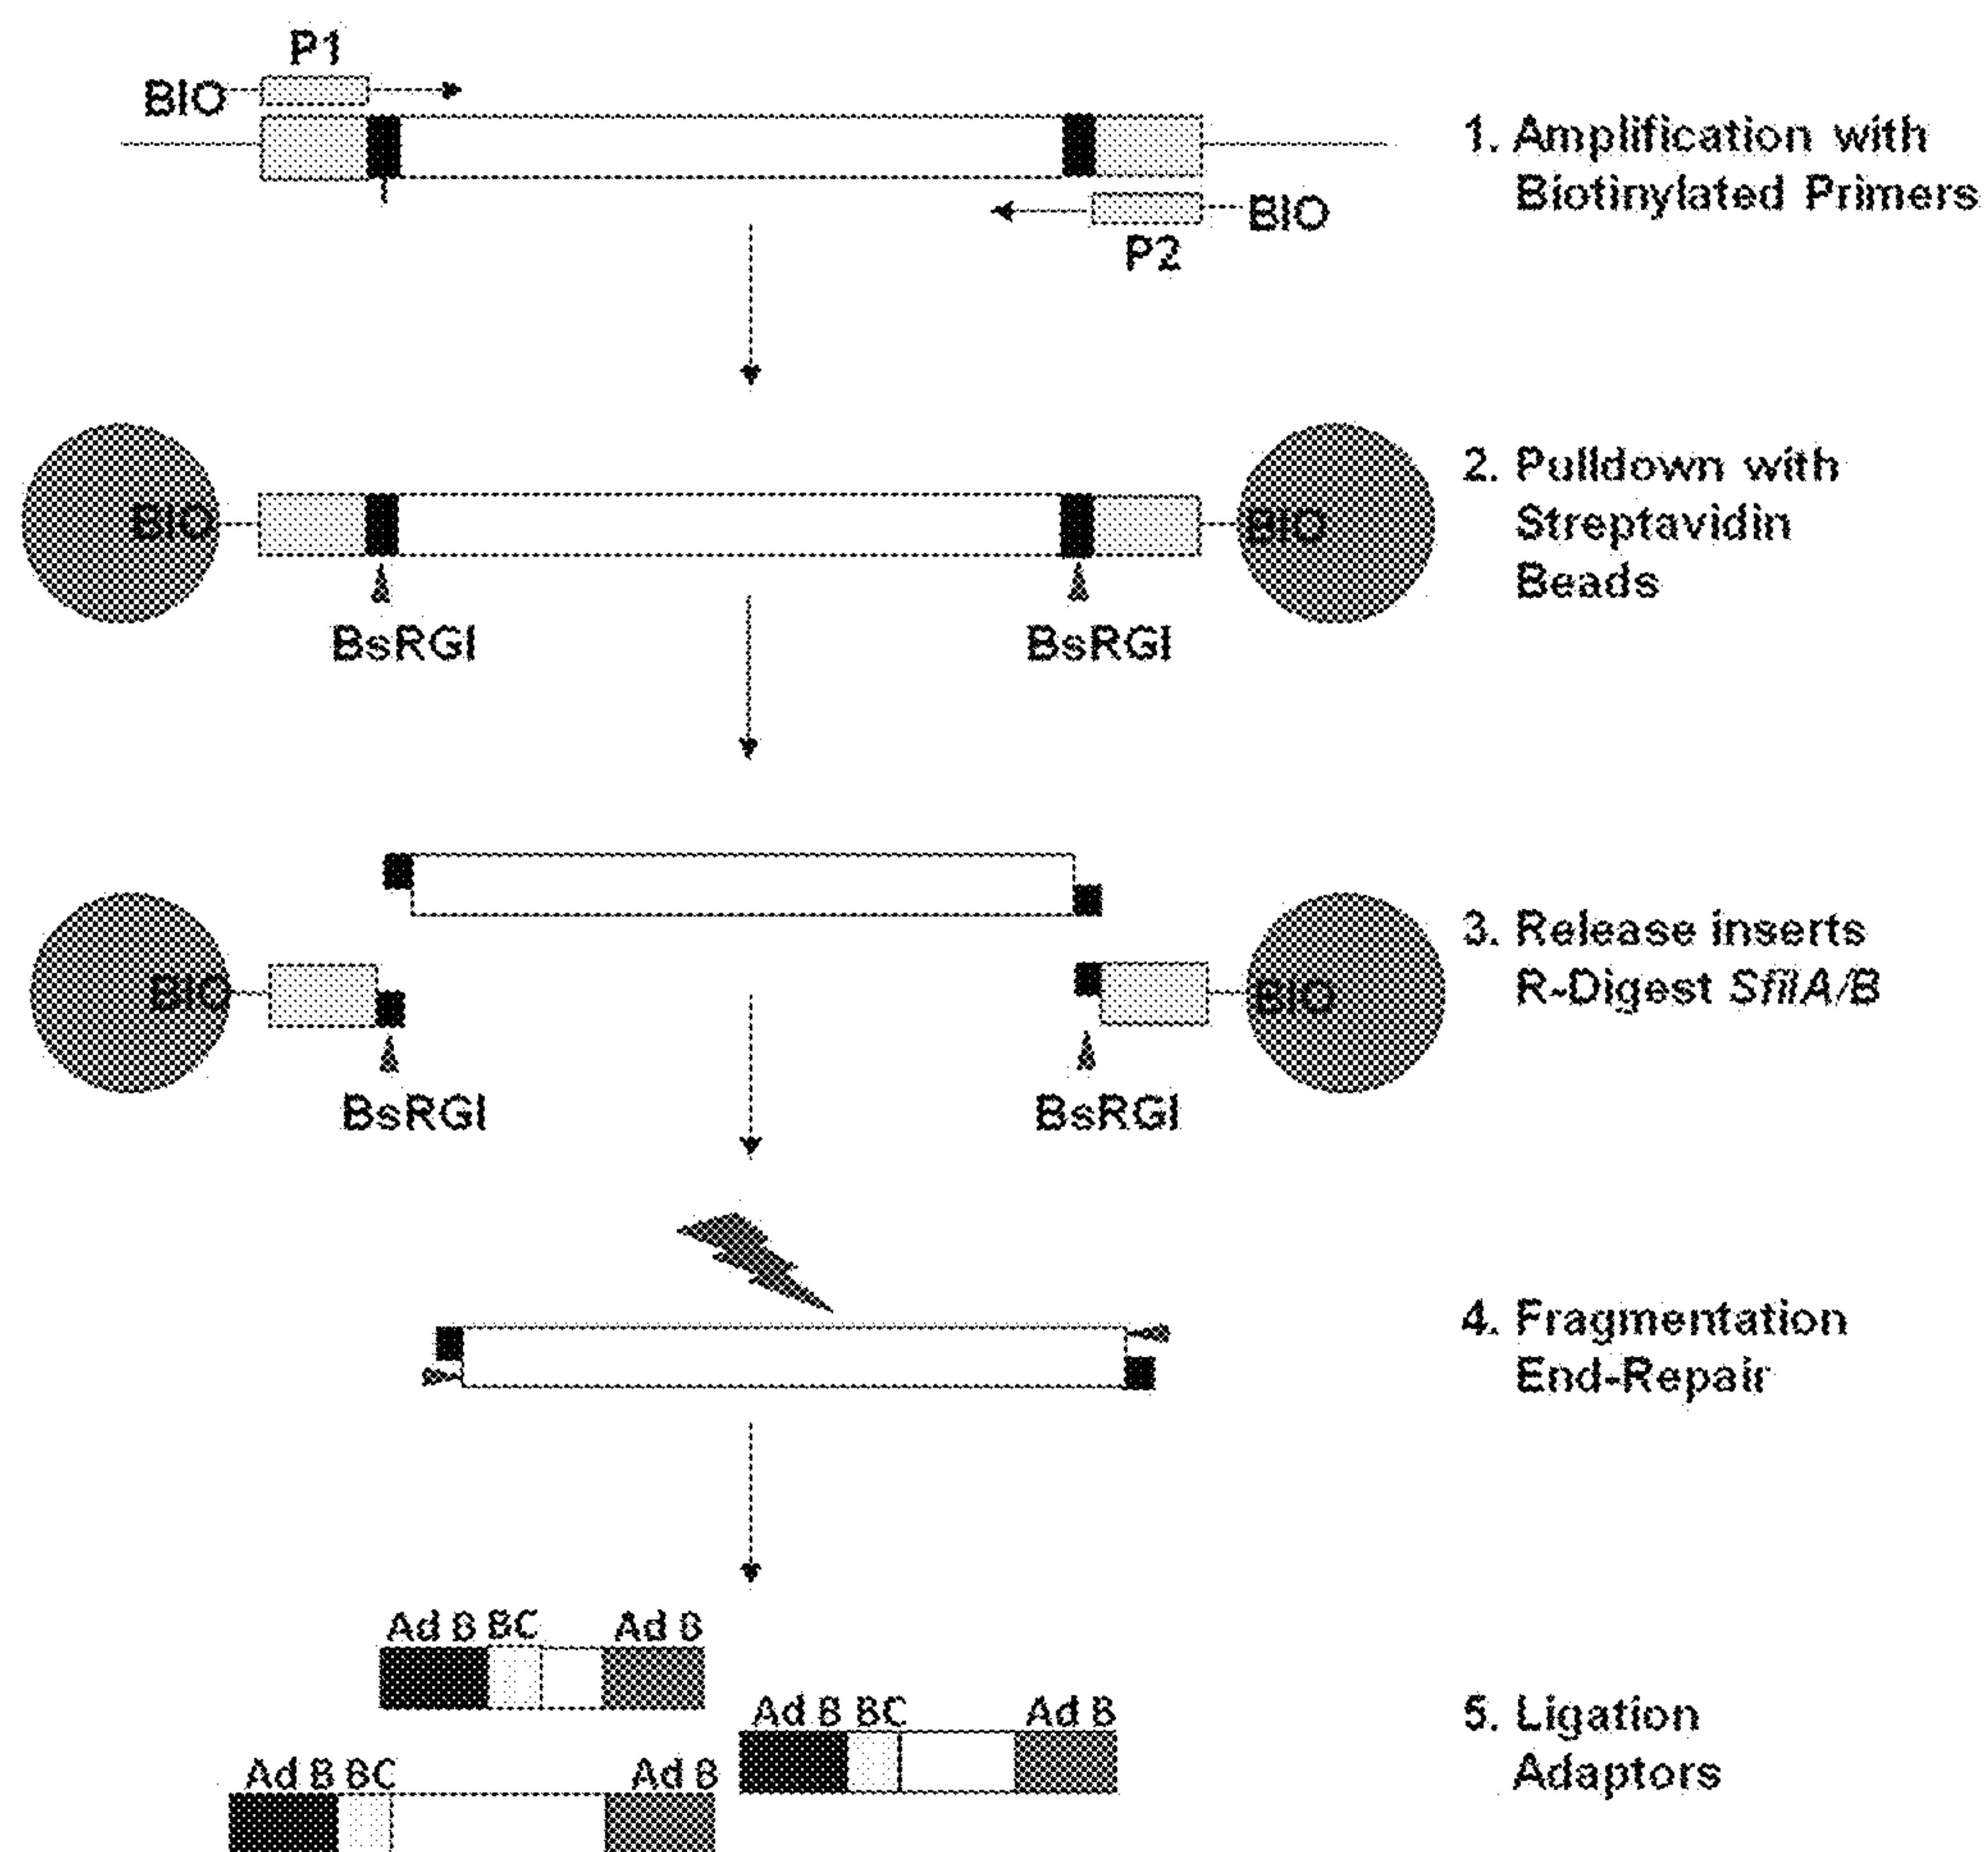 P1
BIO
1. Amplification with
Biotinylated Primers
BIO
P2
2. Pulldown with
Streptavidin
Beads
BIO
BIO
BsRGI
BsRGI
3. Release inserts
R-Digest SfiIA/B
BIO
BIO
BsRGI
BsRGI
4. Fragmentation
End-Repair
Ad B BC Ad B
Ad B BC Ad B
Ad B BC Ad B
5. Ligation
Adaptors